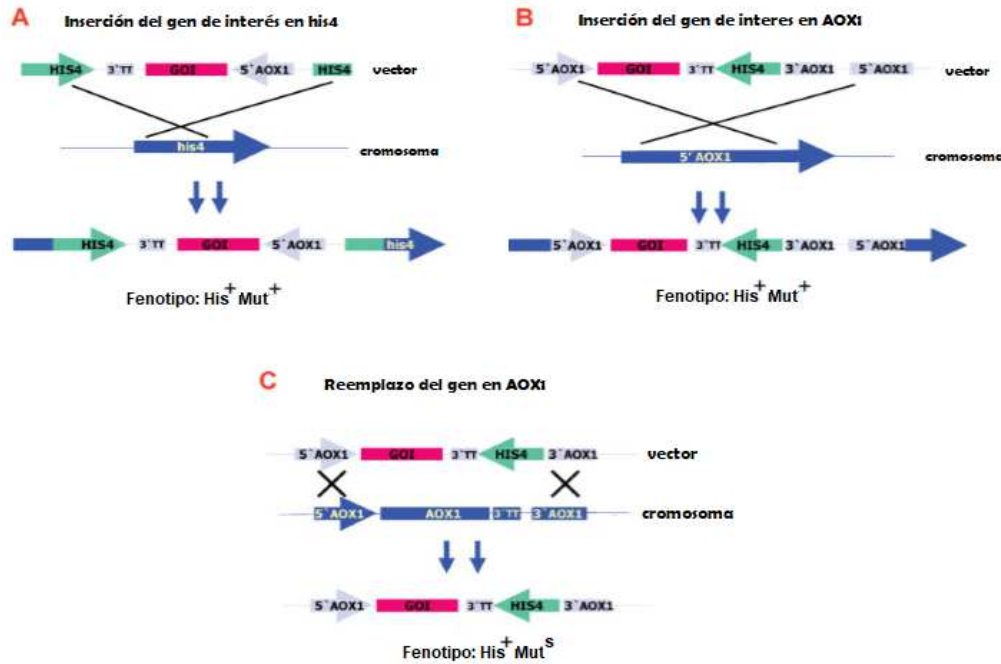 A Inserción del gen de interés en his4
HIS4 3'TT GOI 5'AOX1 HIS4 vector
his4 cromosoma
HIS4 3'TT GOI 5'AOX1 his4
Fenotipo: His+ Mut+
B Inserción del gen de interes en AOX1
5'AOX1 GOI 3'TT HIS4 3'AOX1 5'AOX1 vector
5' AOX1 cromosoma
5'AOX1 GOI 3'TT HIS4 3'AOX1 5'AOX1
Fenotipo: His+ Mut+
C Reemplazo del gen en AOX1
5'AOX1 GOI 3'TT HIS4 3'AOX1 vector
5'AOX1 AOX1 3'TT 3'AOX1 cromosoma
5'AOX1 GOI 3'TT HIS4 3'AOX1
Fenotipo: His+ MutS